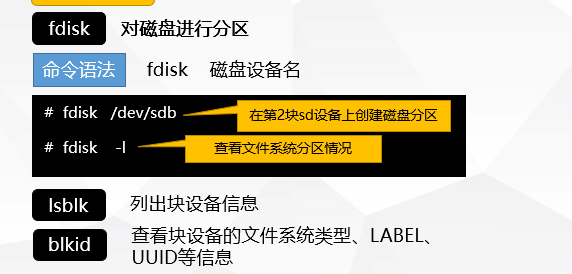 fdisk 对磁盘进行分区
命令语法 fdisk 磁盘设备名
# fdisk /dev/sdb 在第2块sd设备上创建磁盘分区
# fdisk -l 查看文件系统分区情况
lsblk 列出块设备信息
blkid 查看块设备的文件系统类型、LABEL、
UUID等信息